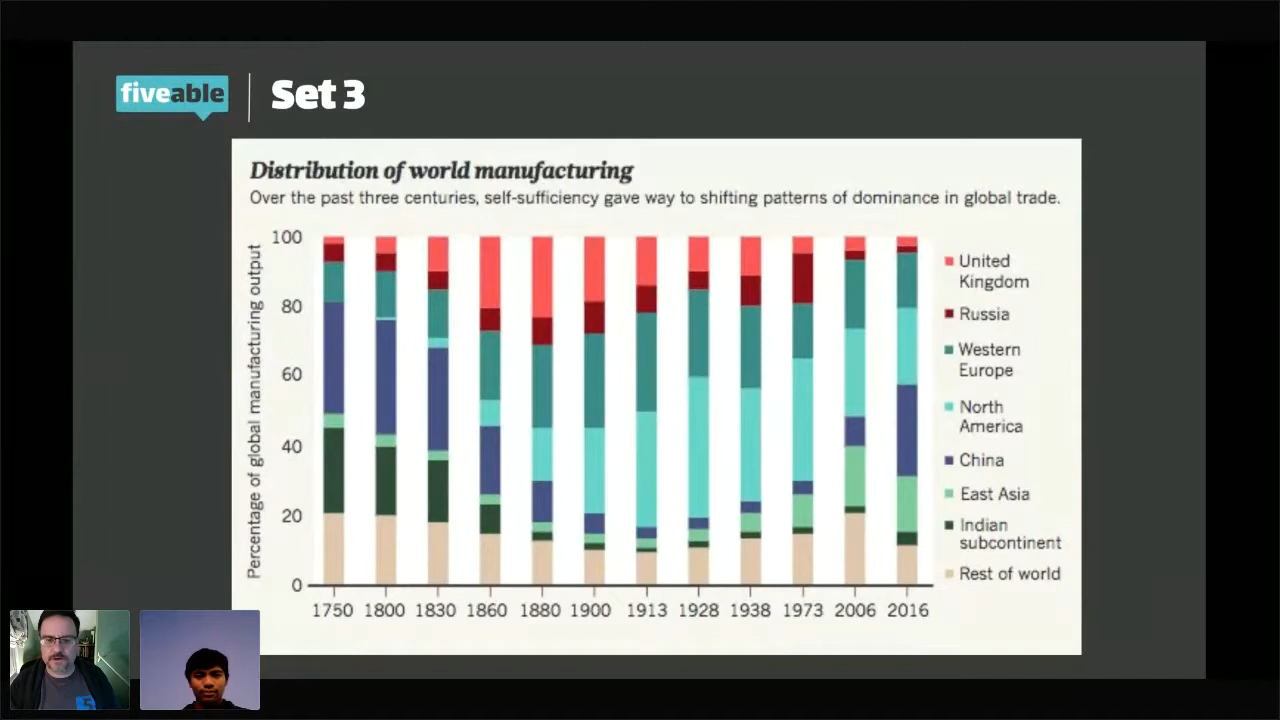 fiveable
Set 3
Distribution of world manufacturing
Over the past three centuries, self-sufficiency gave way to shifting patterns of dominance in global trade.
Percentage of global manufacturing output
100
80
60
40
20
0
1750 1800 1830 1860 1880 1900 1913 1928 1938 1973 2006 2016
United
Kingdom
Russia
Western
Europe
North
America
China
East Asia
Indian
subcontinent
Rest of world